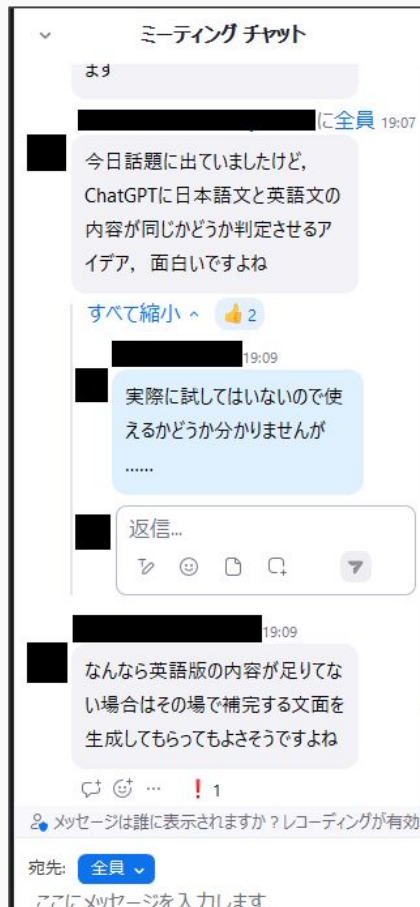 ミーティング チャット
ます
に全員 19:07
今日話題に出ていましたけど，
ChatGPTに日本語文と英語文の
内容が同じかどうか判定させるア
イデア， 面白いですよね
すべて縮小 👍 2
19:09
実際に試してはいないので使
えるかどうか分かりませんが
……
返信...
19:09
なんなら英語版の内容が足りてな
い場合はその場で補完する文面を
生成してもらってもよさそうですよね
❗ 1
メッセージは誰に表示されますか？レコーディングが有効
宛先: 全員
ここにメッセージを入力します